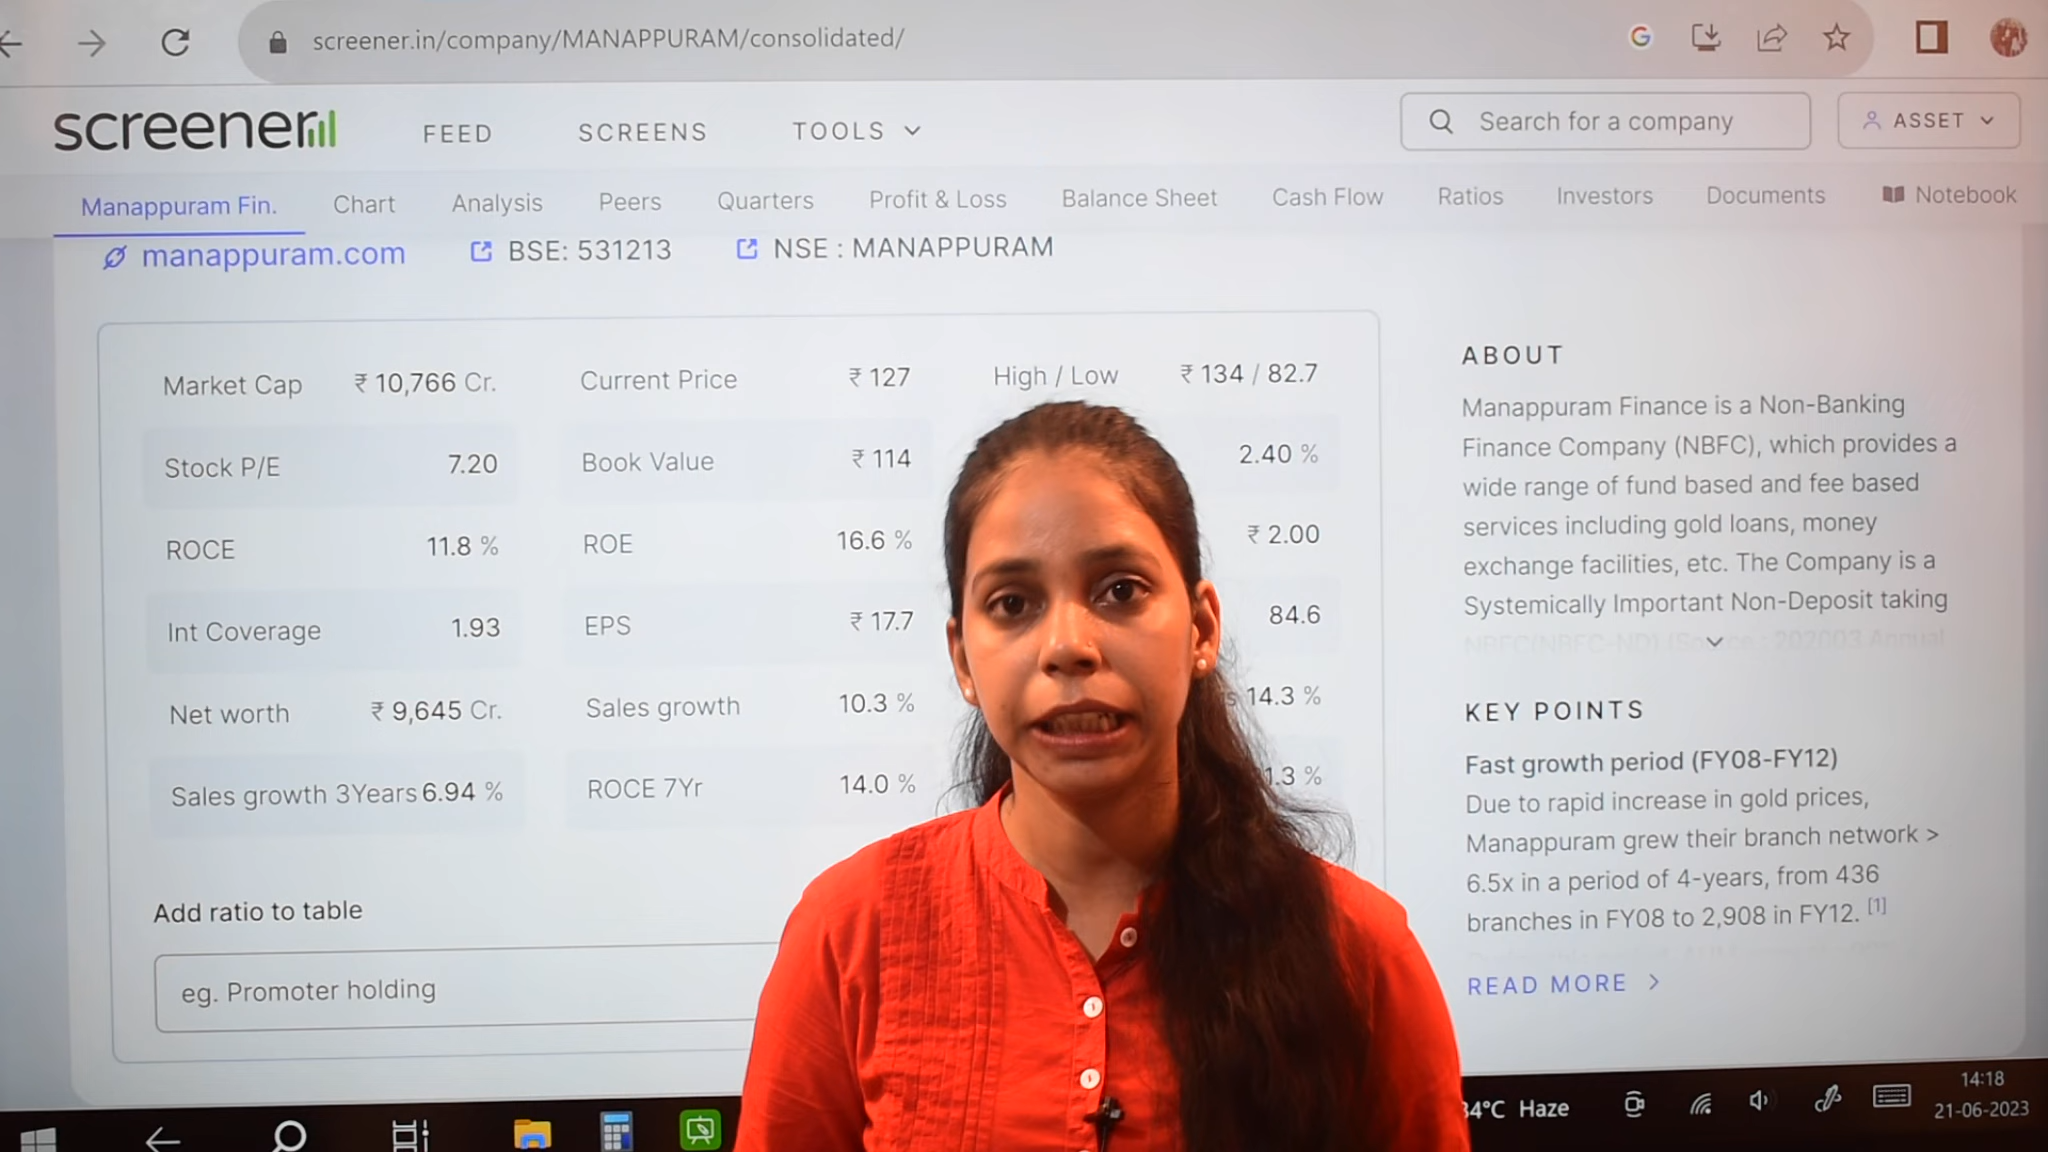 screener.in/company/MANAPPURAM/consolidated/
screener
FEED
SCREENS
TOOLS
Search for a company
ASSET
Manappuram Fin.
Chart
Analysis
Peers
Quarters
Profit & Loss
Balance Sheet
Cash Flow
Ratios
Investors
Documents
Notebook
manappuram.com
BSE: 531213
NSE : MANAPPURAM
Market Cap ₹ 10,766 Cr.
Current Price ₹ 127
High / Low ₹ 134 / 82.7
Stock P/E 7.20
Book Value ₹ 114
2.40 %
ROCE 11.8 %
ROE 16.6 %
₹ 2.00
Int Coverage 1.93
EPS ₹ 17.7
84.6
Net worth ₹ 9,645 Cr.
Sales growth 10.3 %
14.3 %
Sales growth 3Years 6.94 %
ROCE 7Yr 14.0 %
Add ratio to table
eg. Promoter holding
ABOUT
Manappuram Finance is a Non-Banking
Finance Company (NBFC), which provides a
wide range of fund based and fee based
services including gold loans, money
exchange facilities, etc. The Company is a
Systemically Important Non-Deposit taking
KEY POINTS
Fast growth period (FY08-FY12)
Due to rapid increase in gold prices,
Manappuram grew their branch network >
6.5x in a period of 4-years, from 436
branches in FY08 to 2,908 in FY12. [1]
READ MORE
Haze
14:18
21-06-2023